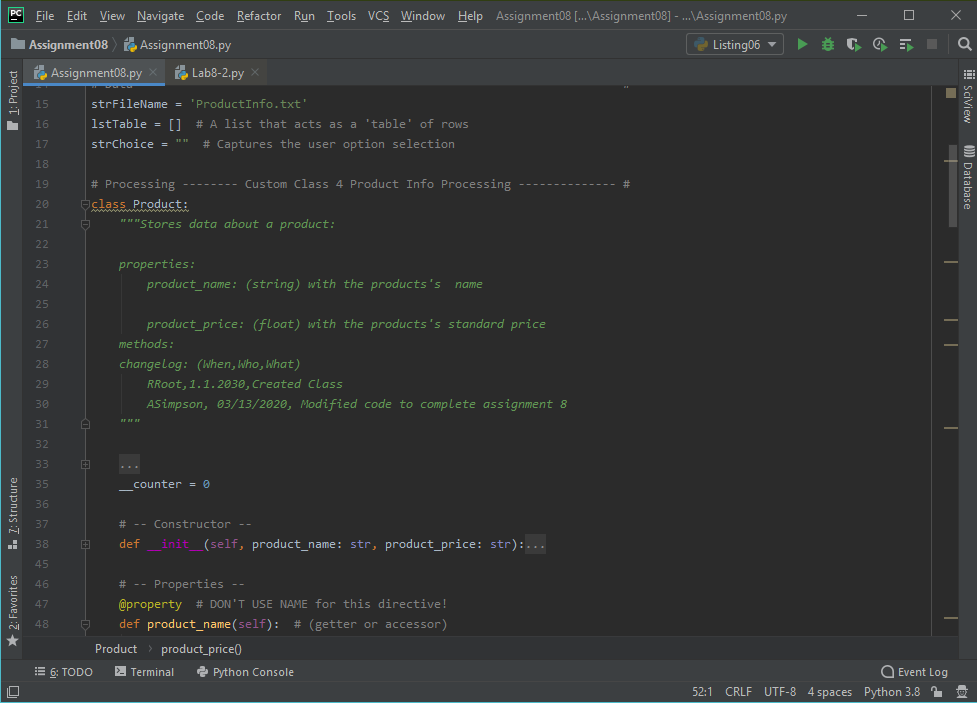 PC File Edit View Navigate Code Refactor Run Tools VCS Window Help Assignment08 [...\Assignment08] - ...\Assignment08.py
Assignment08 Assignment08.py Listing06
Assignment08.py Lab8-2.py
1: Project
7: Structure
2: Favorites
14 # Data
15 strFileName = 'ProductInfo.txt'
16 lstTable = [] # A list that acts as a 'table' of rows
17 strChoice = "" # Captures the user option selection
18
19 # Processing -------- Custom Class 4 Product Info Processing -------------- #
20 class Product:
21 """Stores data about a product:
22
23 properties:
24 product_name: (string) with the products's  name
25
26 product_price: (float) with the products's standard price
27 methods:
28 changelog: (When,Who,What)
29 RRoot,1.1.2030,Created Class
30 ASimpson, 03/13/2020, Modified code to complete assignment 8
31 """
32
33 ...
35 __counter = 0
36
37 # -- Constructor --
38 def __init__(self, product_name: str, product_price: str):...
45
46 # -- Properties --
47 @property # DON'T USE NAME for this directive!
48 def product_name(self): # (getter or accessor)
SciView
Database
Product product_price()
6: TODO Terminal Python Console Event Log
52:1 CRLF UTF-8 4 spaces Python 3.8